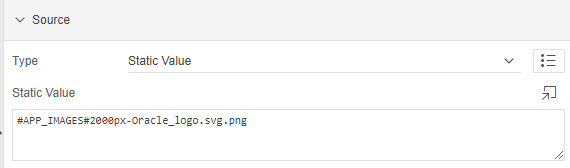 Source
Type
Static Value
Static Value
#APP_IMAGES#2000px-Oracle_logo.svg.png